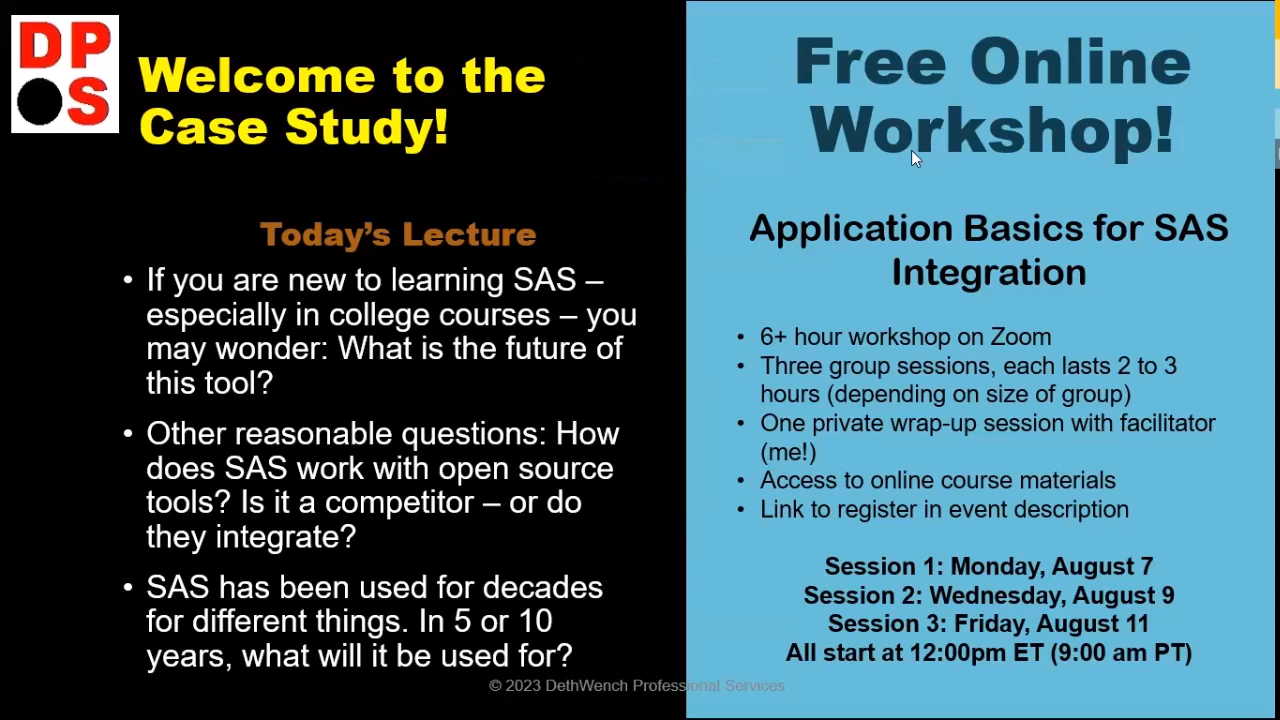 DP
S
Welcome to the
Case Study!
Today's Lecture
• If you are new to learning SAS –
especially in college courses – you
may wonder: What is the future of
this tool?
• Other reasonable questions: How
does SAS work with open source
tools? Is it a competitor – or do
they integrate?
• SAS has been used for decades
for different things. In 5 or 10
years, what will it be used for?
Free Online
Workshop!
Application Basics for SAS
Integration
• 6+ hour workshop on Zoom
• Three group sessions, each lasts 2 to 3
hours (depending on size of group)
• One private wrap-up session with facilitator
(me!)
• Access to online course materials
• Link to register in event description
Session 1: Monday, August 7
Session 2: Wednesday, August 9
Session 3: Friday, August 11
All start at 12:00pm ET (9:00 am PT)
© 2023 DethWench Professional Services